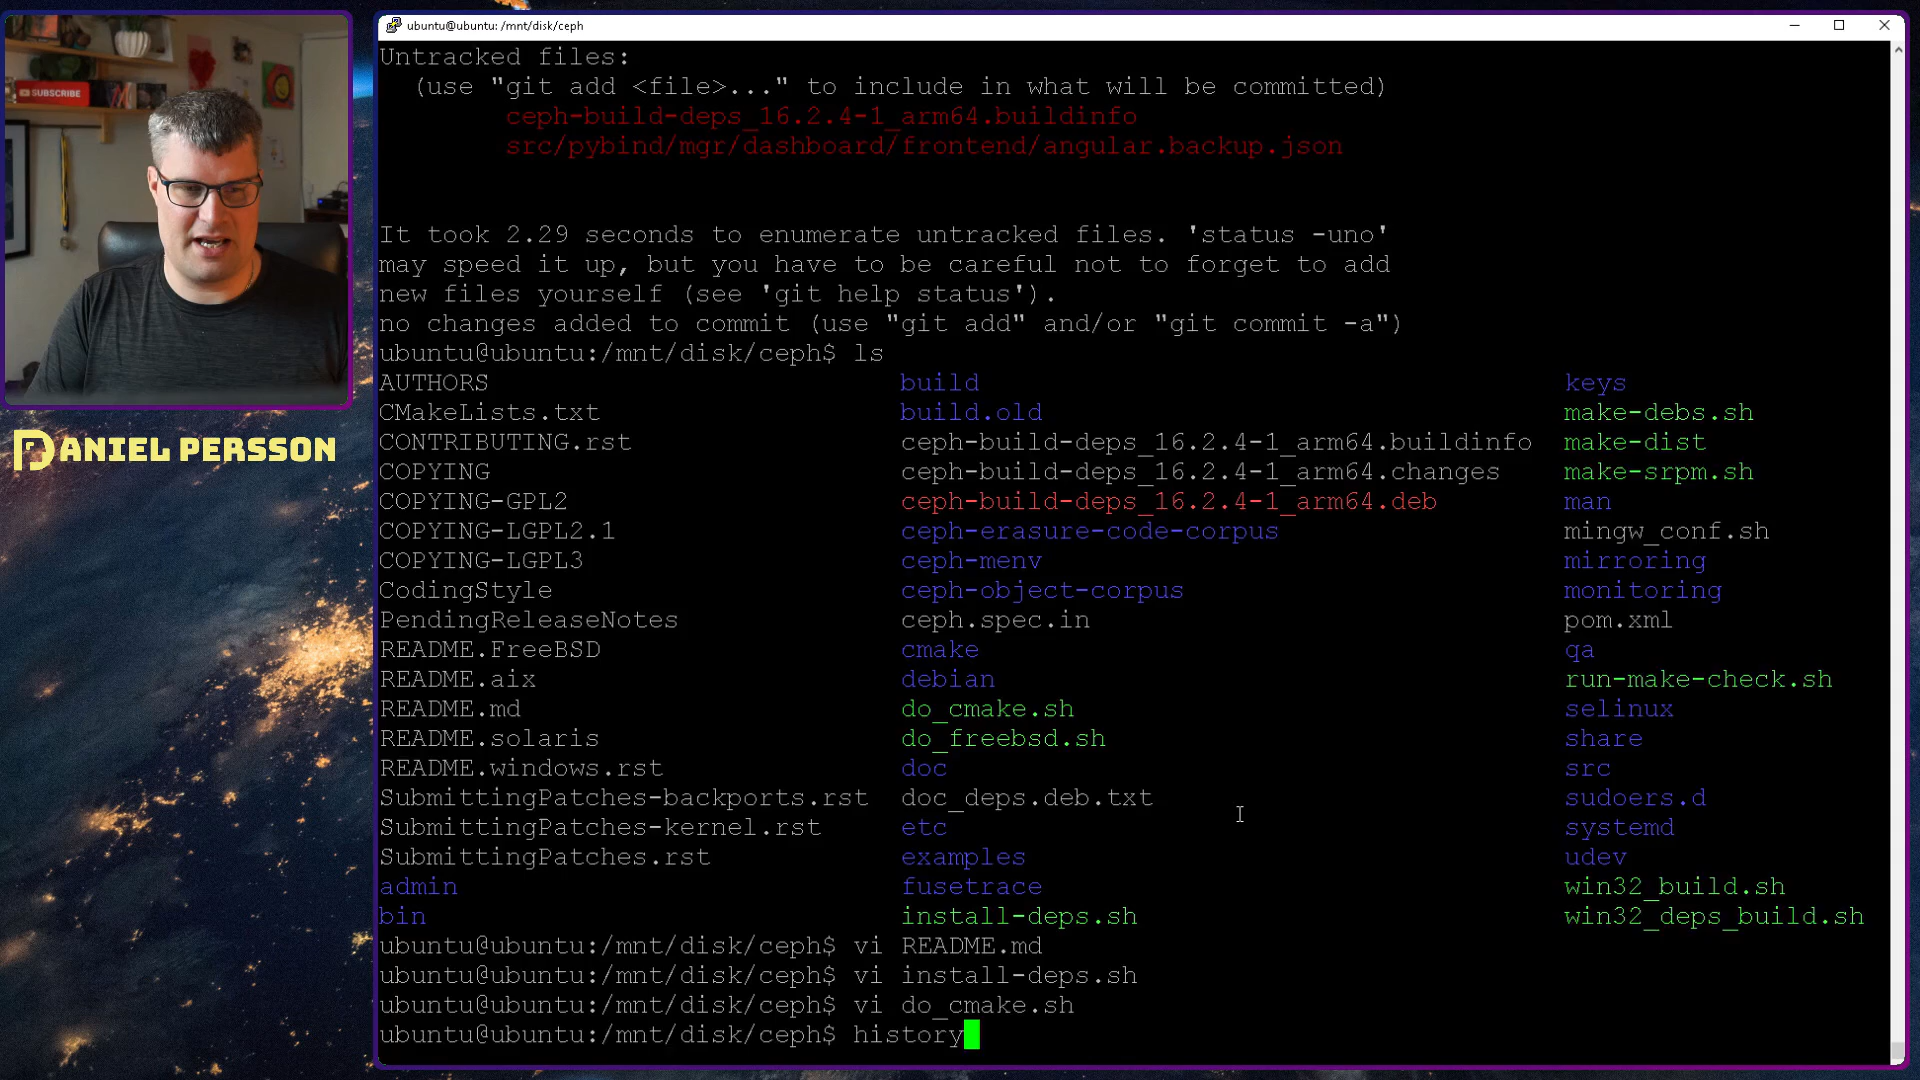 SUBSCRIBE
DANIEL PERSSON
ubuntu@ubuntu: /mnt/disk/ceph
Untracked files:
(use "git add <file>..." to include in what will be committed)
ceph-build-deps_16.2.4-1_arm64.buildinfo
src/pybind/mgr/dashboard/frontend/angular.backup.json
It took 2.29 seconds to enumerate untracked files. 'status -uno'
may speed it up, but you have to be careful not to forget to add
new files yourself (see 'git help status').
no changes added to commit (use "git add" and/or "git commit -a")
ubuntu@ubuntu:/mnt/disk/ceph$ ls
AUTHORS build keys
CMakeLists.txt build.old make-debs.sh
CONTRIBUTING.rst ceph-build-deps_16.2.4-1_arm64.buildinfo make-dist
COPYING ceph-build-deps_16.2.4-1_arm64.changes make-srpm.sh
COPYING-GPL2 ceph-build-deps_16.2.4-1_arm64.deb man
COPYING-LGPL2.1 ceph-erasure-code-corpus mingw_conf.sh
COPYING-LGPL3 ceph-menv mirroring
CodingStyle ceph-object-corpus monitoring
PendingReleaseNotes ceph.spec.in pom.xml
README.FreeBSD cmake qa
README.aix debian run-make-check.sh
README.md do_cmake.sh selinux
README.solaris do_freebsd.sh share
README.windows.rst doc src
SubmittingPatches-backports.rst doc_deps.deb.txt sudoers.d
SubmittingPatches-kernel.rst etc systemd
SubmittingPatches.rst examples udev
admin fusetrace win32_build.sh
bin install-deps.sh win32_deps_build.sh
ubuntu@ubuntu:/mnt/disk/ceph$ vi README.md
ubuntu@ubuntu:/mnt/disk/ceph$ vi install-deps.sh
ubuntu@ubuntu:/mnt/disk/ceph$ vi do_cmake.sh
ubuntu@ubuntu:/mnt/disk/ceph$ history